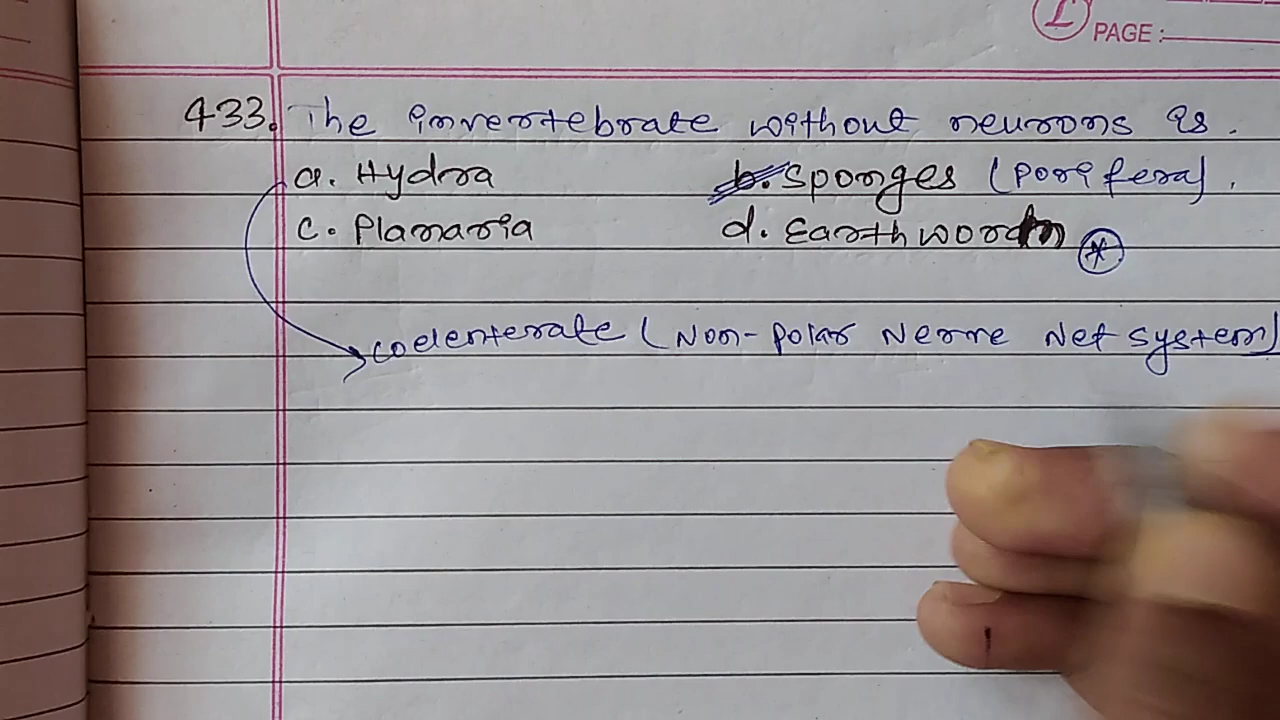 L
PAGE :
433. The invertebrate without neurons is.
a. Hydra b. Sponges (Porifera).
c. Planaria d. Earthworm *
coelenterate (Non-Polar Nerve Net system)